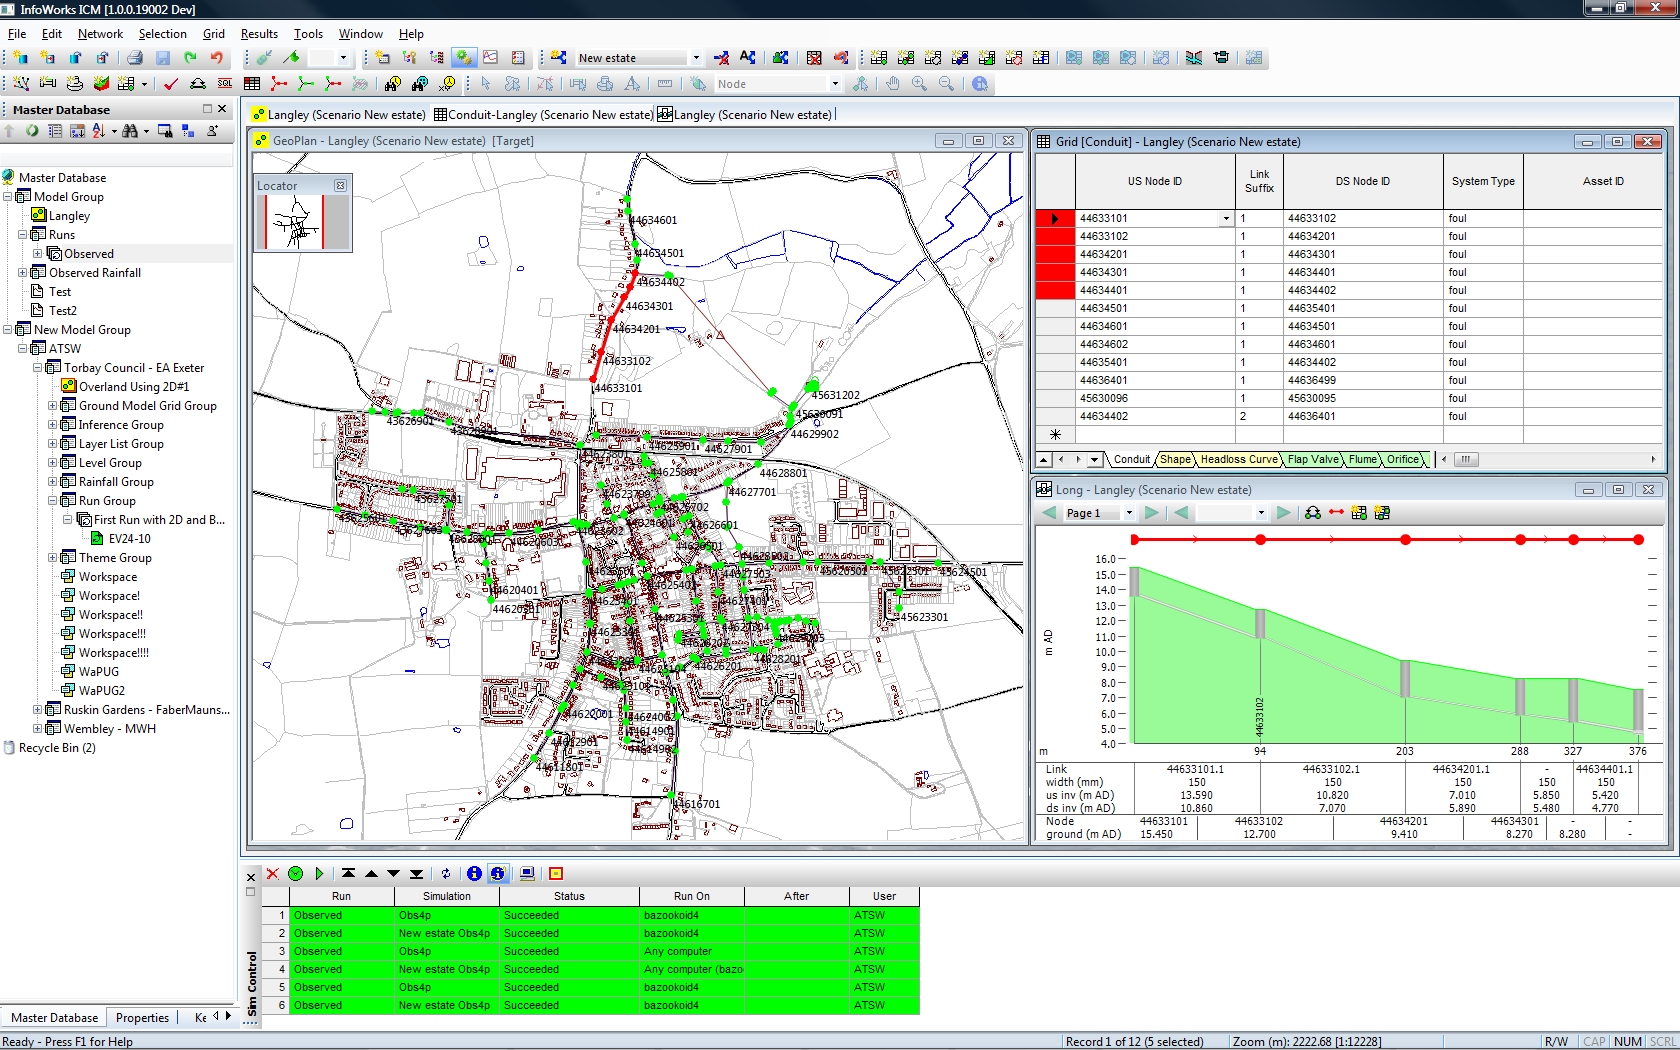 InfoWorks ICM [1.0.0.19002 Dev]
File Edit Network Selection Grid Results Tools Window Help
New estate
SQL
Node
Master Database
Langley (Scenario New estate) Conduit-Langley (Scenario New estate) Langley (Scenario New estate)
Master Database
Model Group
Langley
Runs
Observed
Observed Rainfall
Test
Test2
New Model Group
ATSW
Torbay Council - EA Exeter
Overland Using 2D#1
Ground Model Grid Group
Inference Group
Layer List Group
Level Group
Rainfall Group
Run Group
First Run with 2D and B...
EV24-10
Theme Group
Workspace
Workspace!
Workspace!!
Workspace!!!
Workspace!!!!
WaPUG
WaPUG2
Ruskin Gardens - FaberMauns...
Wembley - MWH
Recycle Bin (2)
Master Database Properties Ke
GeoPlan - Langley (Scenario New estate) [Target]
Locator
44634601
44634501
44634402
44634301
44634201
44633102
44633101
45631202
45630091
44629902
43626901
44625901
44627901
44623801
44625801
44628801
44627701
44626601
44620401
45620501
45624501
45623301
44625401
44628201
44626201
44622001
44614901
44611801
44616701
Grid [Conduit] - Langley (Scenario New estate)
US Node ID Link Suffix DS Node ID System Type Asset ID
44633101 1 44633102 foul
44633102 1 44634201 foul
44634201 1 44634301 foul
44634301 1 44634401 foul
44634401 1 44634402 foul
44634501 1 44635401 foul
44634601 1 44634501 foul
44634602 1 44634601 foul
44635401 1 44634402 foul
44636401 1 44636499 foul
45630096 1 45630095 foul
44634402 2 44636401 foul
Conduit Shape Headloss Curve Flap Valve Flume Orifice
Long - Langley (Scenario New estate)
Page 1
16.0
15.0
14.0
13.0
12.0
11.0
10.0
9.0
8.0
7.0
6.0
5.0
4.0
m AD
44633102
m 94 203 288 327 376
Link 44633101.1 44633102.1 44634201.1 - 44634401.1
width (mm) 150 150 150 150 150
us inv (m AD) 13.590 10.820 7.010 5.850 5.420
ds inv (m AD) 10.860 7.070 5.890 5.480 4.770
Node 44633101 44633102 44634201 44634301 - -
ground (m AD) 15.450 12.700 9.410 8.270 8.280 -
Sim Control
Run Simulation Status Run On After User
1 Observed Obs4p Succeeded bazookoid4 ATSW
2 Observed New estate Obs4p Succeeded bazookoid4 ATSW
3 Observed Obs4p Succeeded Any computer ATSW
4 Observed New estate Obs4p Succeeded Any computer (bazo ATSW
5 Observed Obs4p Succeeded bazookoid4 ATSW
6 Observed New estate Obs4p Succeeded bazookoid4 ATSW
Ready - Press F1 for Help Record 1 of 12 (5 selected) Zoom (m): 2222.68 [1:12228] R/W CAP NUM SCRL